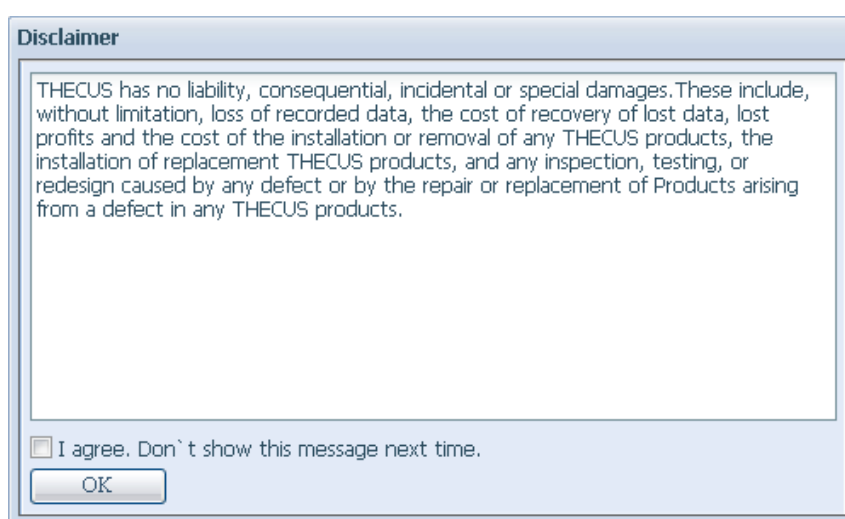 Disclaimer
THECUS has no liability, consequential, incidental or special damages.These include,
without limitation, loss of recorded data, the cost of recovery of lost data, lost
profits and the cost of the installation or removal of any THECUS products, the
installation of replacement THECUS products, and any inspection, testing, or
redesign caused by any defect or by the repair or replacement of Products arising
from a defect in any THECUS products.
I agree. Don`t show this message next time.
OK